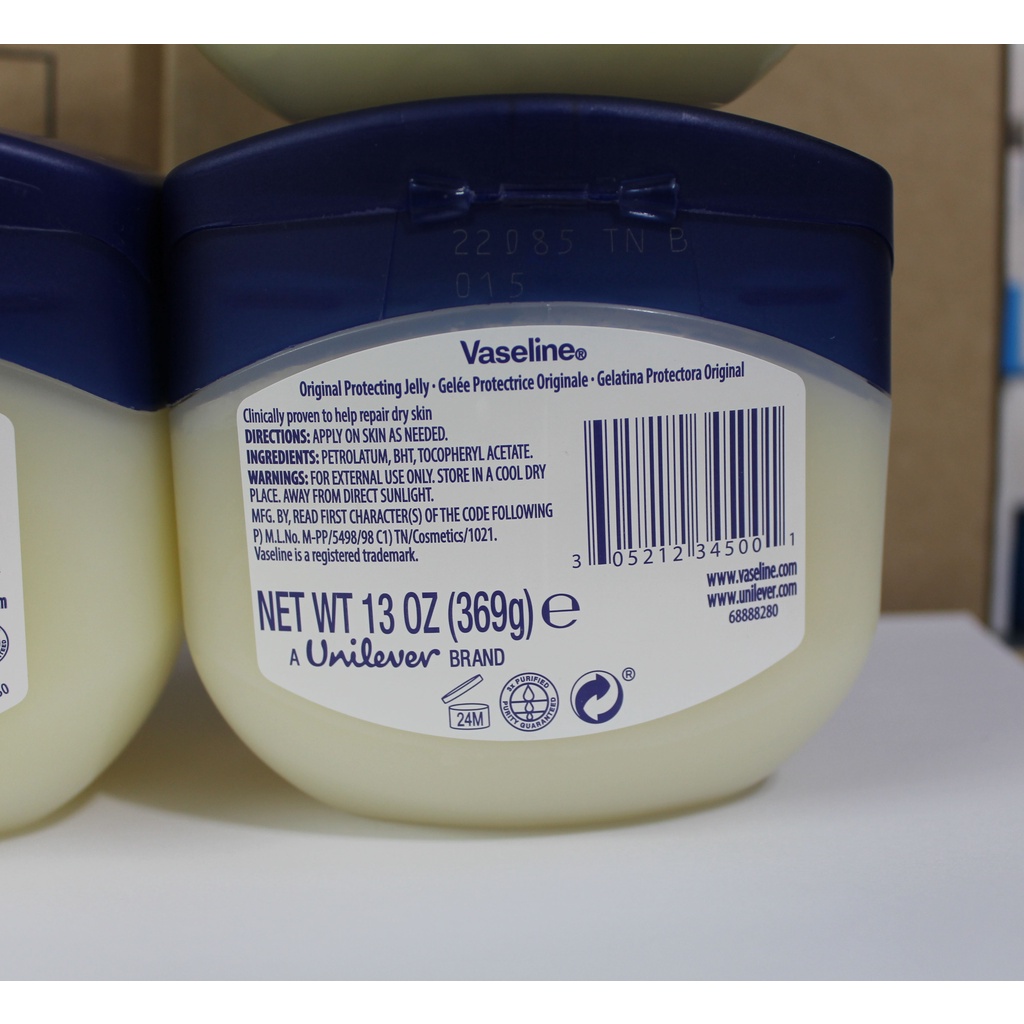 22085 TN B
015
Vaseline®
Original Protecting Jelly · Gelée Protectrice Originale · Gelatina Protectora Original
Clinically proven to help repair dry skin
DIRECTIONS: APPLY ON SKIN AS NEEDED.
INGREDIENTS: PETROLATUM, BHT, TOCOPHERYL ACETATE.
WARNINGS: FOR EXTERNAL USE ONLY. STORE IN A COOL DRY
PLACE. AWAY FROM DIRECT SUNLIGHT.
MFG. BY, READ FIRST CHARACTER(S) OF THE CODE FOLLOWING
P) M.L.No. M-PP/5498/98 C1) TN/Cosmetics/1021.
Vaseline is a registered trademark.
3 05212 34500 1
www.vaseline.com
www.unilever.com
68888280
NET WT 13 OZ (369g) e
A Unilever BRAND
24M
3x PURIFIED
PURITY GUARANTEED
®